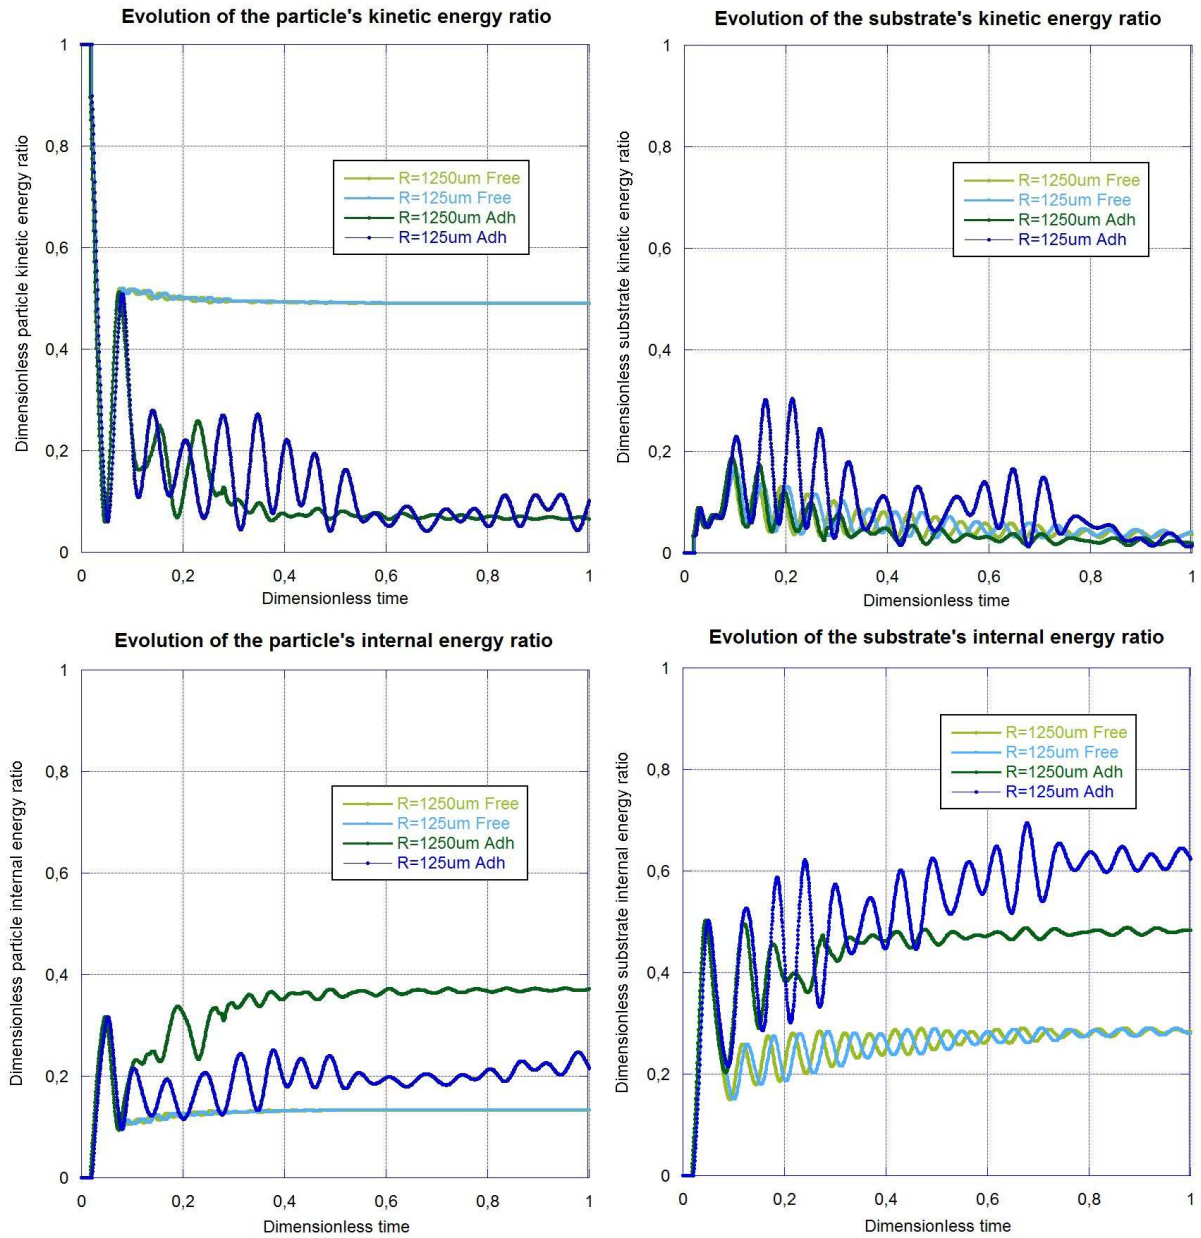 Evolution of the particle's kinetic energy ratio
Dimensionless particle kinetic energy ratio
1
0,8
0,6
0,4
0,2
0
R=1250um Free
R=125um Free
R=1250um Adh
R=125um Adh
0 0,2 0,4 0,6 0,8 1
Dimensionless time
Evolution of the substrate's kinetic energy ratio
Dimensionless substrate kinetic energy ratio
1
0,8
0,6
0,4
0,2
0
R=1250um Free
R=125um Free
R=1250um Adh
R=125um Adh
0 0,2 0,4 0,6 0,8 1
Dimensionless time
Evolution of the particle's internal energy ratio
Dimensionless particle internal energy ratio
1
0,8
0,6
0,4
0,2
0
R=1250um Free
R=125um Free
R=1250um Adh
R=125um Adh
0 0,2 0,4 0,6 0,8 1
Dimensionless time
Evolution of the substrate's internal energy ratio
Dimensionless substrate internal energy ratio
1
0,8
0,6
0,4
0,2
0
R=1250um Free
R=125um Free
R=1250um Adh
R=125um Adh
0 0,2 0,4 0,6 0,8 1
Dimensionless time